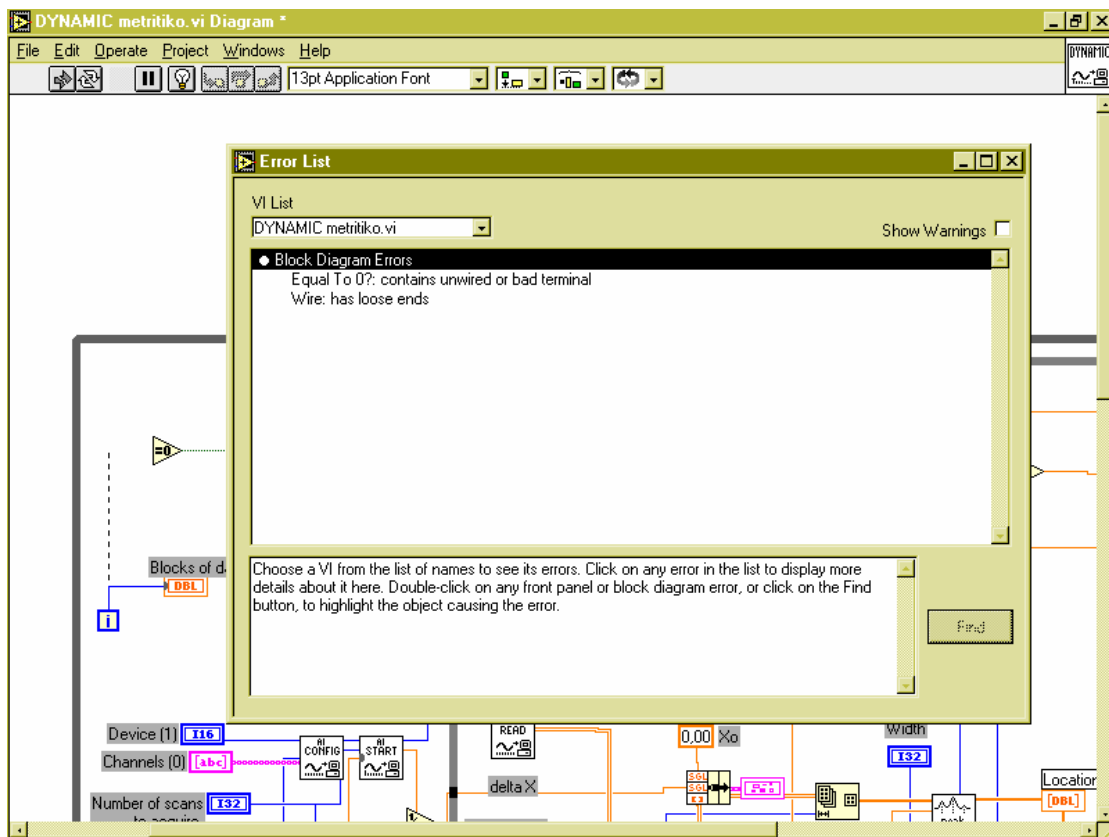 DYNAMIC metritiko.vi Diagram *
File Edit Operate Project Windows Help
DYNAMIC
13pt Application Font
Error List
VI List
DYNAMIC metritiko.vi
Show Warnings
Block Diagram Errors
Equal To 0?: contains unwired or bad terminal
Wire: has loose ends
=0
Blocks of d
DBL
i
Choose a VI from the list of names to see its errors. Click on any error in the list to display more
details about it here. Double-click on any front panel or block diagram error, or click on the Find
button, to highlight the object causing the error.
Find
Device (1) I16
AI CONFIG
AI START
READ
0,00 Xo
Width
Channels (0) [abc]
I32
delta X
SGL
SGL
Location
[DBL]
Number of scans I32
to acquire
peak